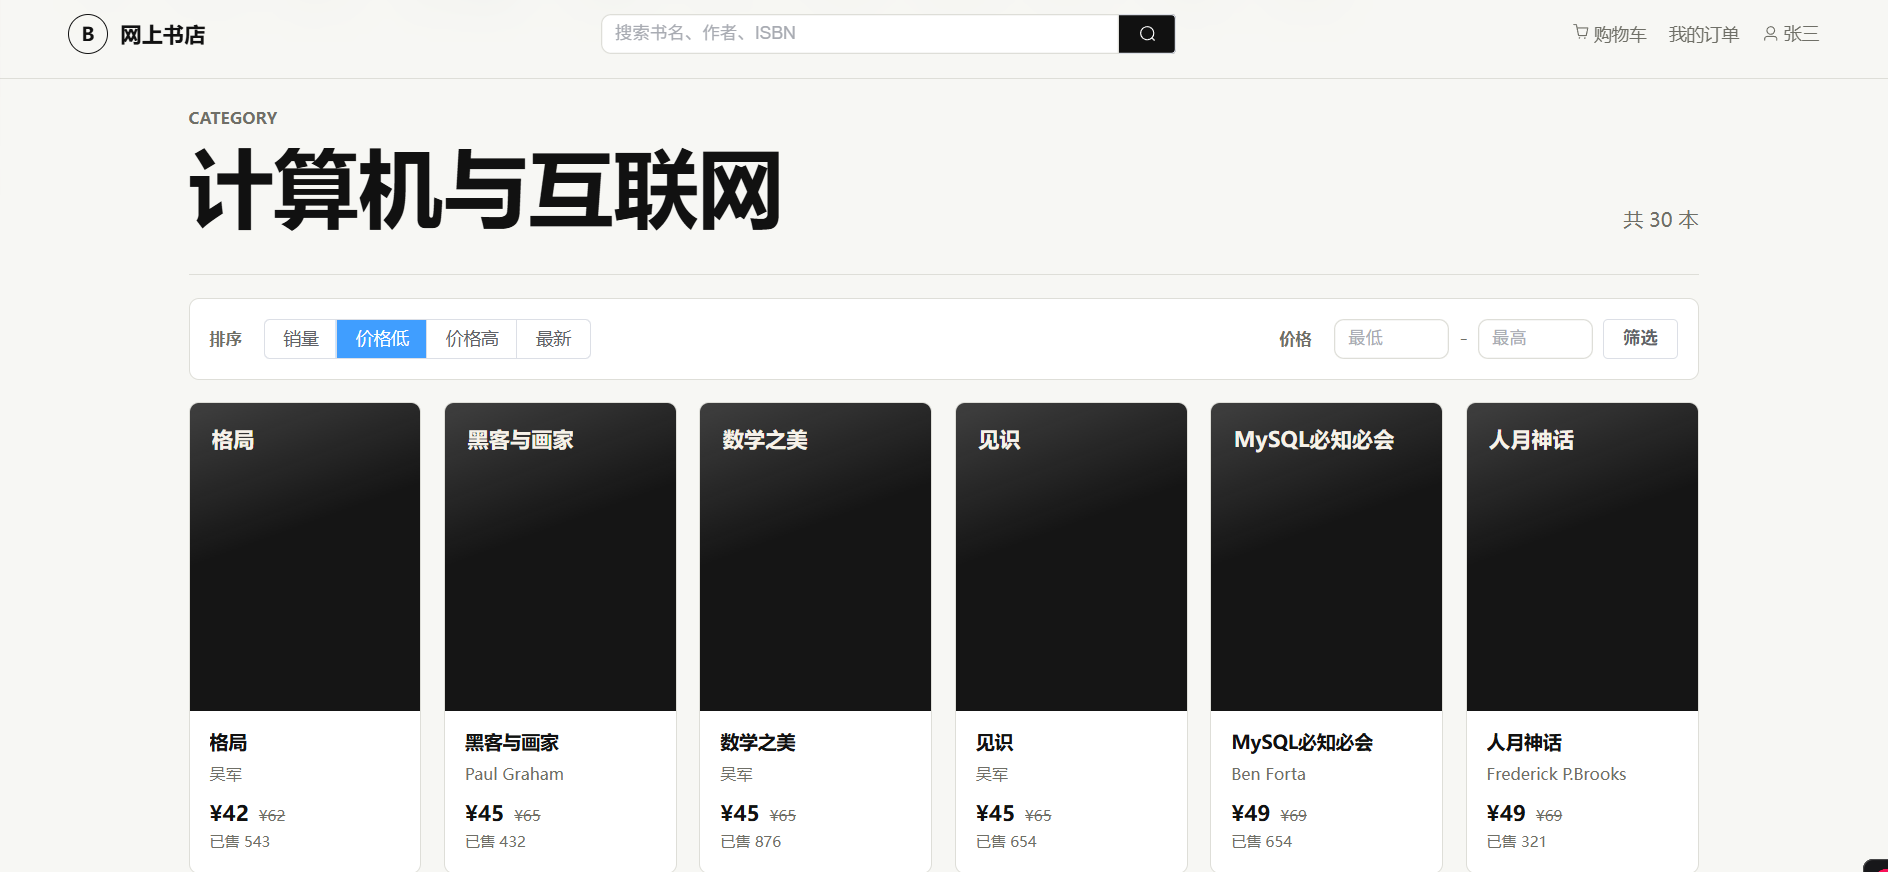 B 网上书店
搜索书名、作者、ISBN
购物车 我的订单 张三
CATEGORY
计算机与互联网
共 30 本
排序 销量 价格低 价格高 最新
价格 最低 - 最高 筛选
格局
黑客与画家
数学之美
见识
MySQL必知必会
人月神话
格局
吴军
¥42 ¥62
已售 543
黑客与画家
Paul Graham
¥45 ¥65
已售 432
数学之美
吴军
¥45 ¥65
已售 876
见识
吴军
¥45 ¥65
已售 654
MySQL必知必会
Ben Forta
¥49 ¥69
已售 654
人月神话
Frederick P.Brooks
¥49 ¥69
已售 321